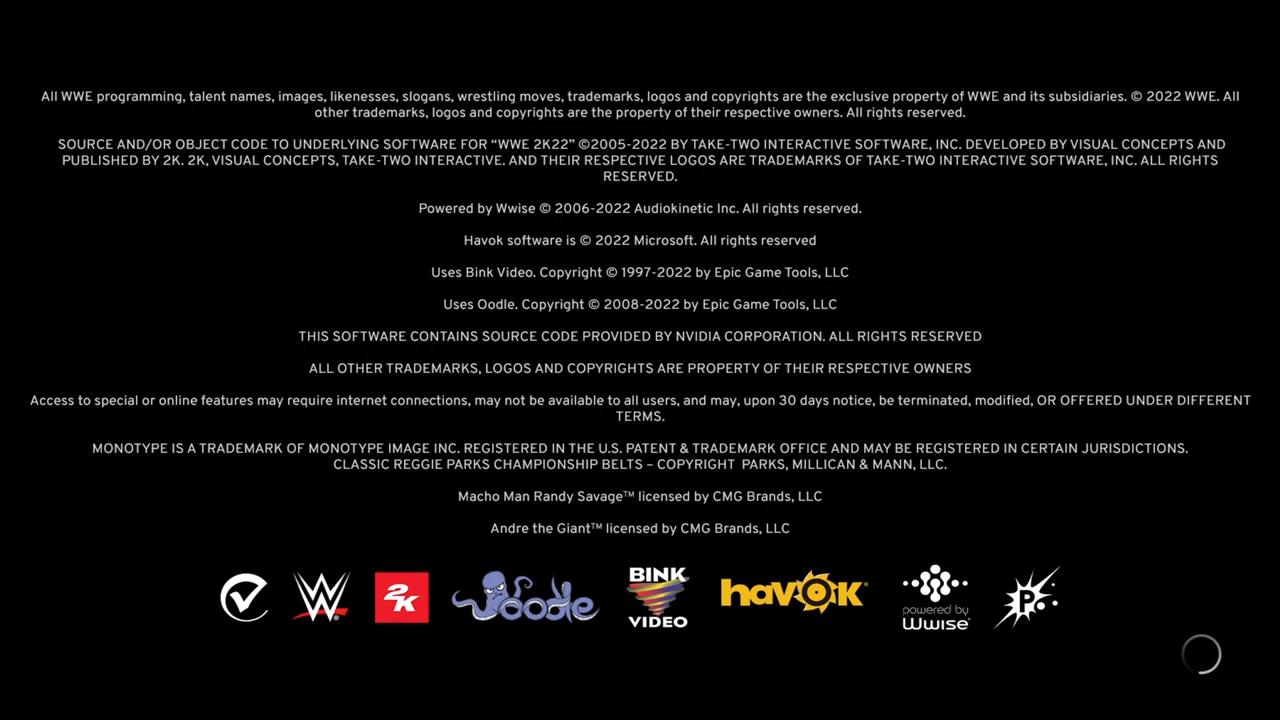 All WWE programming, talent names, images, likenesses, slogans, wrestling moves, trademarks, logos and copyrights are the exclusive property of WWE and its subsidiaries. © 2022 WWE. All
other trademarks, logos and copyrights are the property of their respective owners. All rights reserved.
SOURCE AND/OR OBJECT CODE TO UNDERLYING SOFTWARE FOR “WWE 2K22” ©2005-2022 BY TAKE-TWO INTERACTIVE SOFTWARE, INC. DEVELOPED BY VISUAL CONCEPTS AND
PUBLISHED BY 2K. 2K, VISUAL CONCEPTS, TAKE-TWO INTERACTIVE. AND THEIR RESPECTIVE LOGOS ARE TRADEMARKS OF TAKE-TWO INTERACTIVE SOFTWARE, INC. ALL RIGHTS
RESERVED.
Powered by Wwise © 2006-2022 Audiokinetic Inc. All rights reserved.
Havok software is © 2022 Microsoft. All rights reserved
Uses Bink Video. Copyright © 1997-2022 by Epic Game Tools, LLC
Uses Oodle. Copyright © 2008-2022 by Epic Game Tools, LLC
THIS SOFTWARE CONTAINS SOURCE CODE PROVIDED BY NVIDIA CORPORATION. ALL RIGHTS RESERVED
ALL OTHER TRADEMARKS, LOGOS AND COPYRIGHTS ARE PROPERTY OF THEIR RESPECTIVE OWNERS
Access to special or online features may require internet connections, may not be available to all users, and may, upon 30 days notice, be terminated, modified, OR OFFERED UNDER DIFFERENT
TERMS.
MONOTYPE IS A TRADEMARK OF MONOTYPE IMAGE INC. REGISTERED IN THE U.S. PATENT & TRADEMARK OFFICE AND MAY BE REGISTERED IN CERTAIN JURISDICTIONS.
CLASSIC REGGIE PARKS CHAMPIONSHIP BELTS – COPYRIGHT PARKS, MILLICAN & MANN, LLC.
Macho Man Randy Savage™ licensed by CMG Brands, LLC
Andre the Giant™ licensed by CMG Brands, LLC
W ®
2K
Oodle
BINK
VIDEO
havok
powered by
Wwise
P